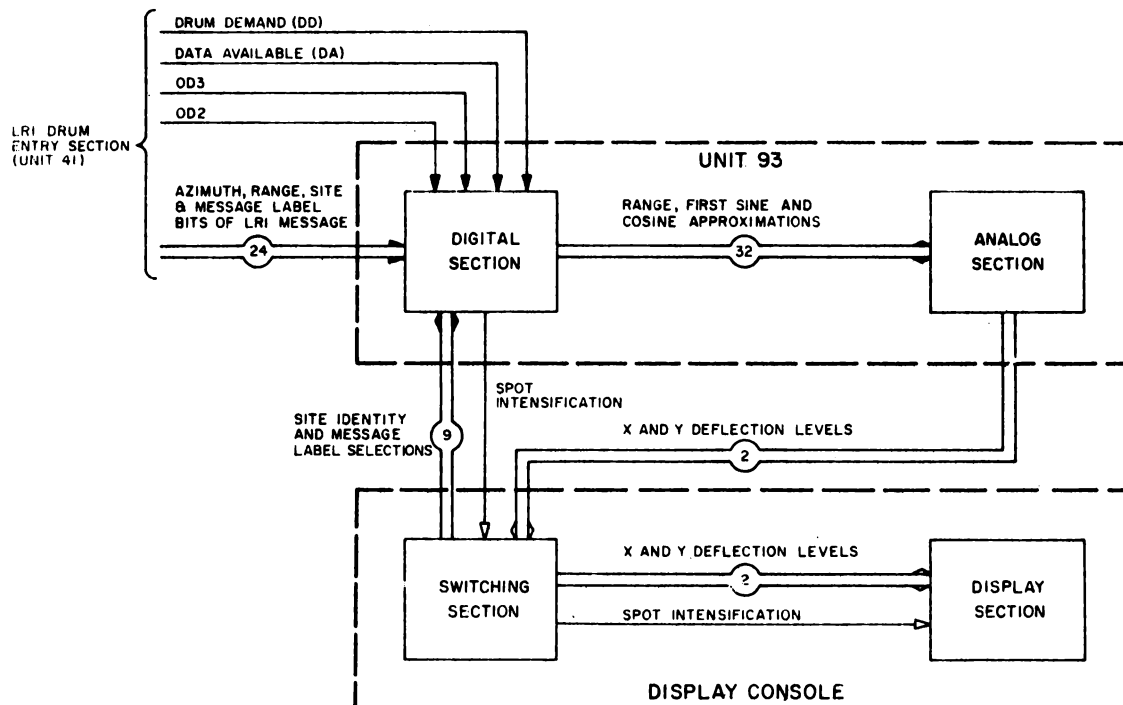 DRUM DEMAND (DD)
DATA AVAILABLE (DA)
OD3
OD2
LRI DRUM
ENTRY SECTION
(UNIT 41)
AZIMUTH, RANGE, SITE
& MESSAGE LABEL
BITS OF LRI MESSAGE
24
UNIT 93
DIGITAL
SECTION
RANGE, FIRST SINE AND
COSINE APPROXIMATIONS
32
ANALOG
SECTION
SPOT
INTENSIFICATION
SITE IDENTITY
AND MESSAGE
LABEL SELECTIONS
9
X AND Y DEFLECTION LEVELS
2
SWITCHING
SECTION
X AND Y DEFLECTION LEVELS
2
SPOT INTENSIFICATION
DISPLAY
SECTION
DISPLAY CONSOLE